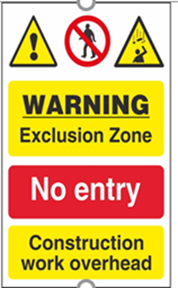 WARNING
Exclusion Zone
No entry
Construction
work overhead